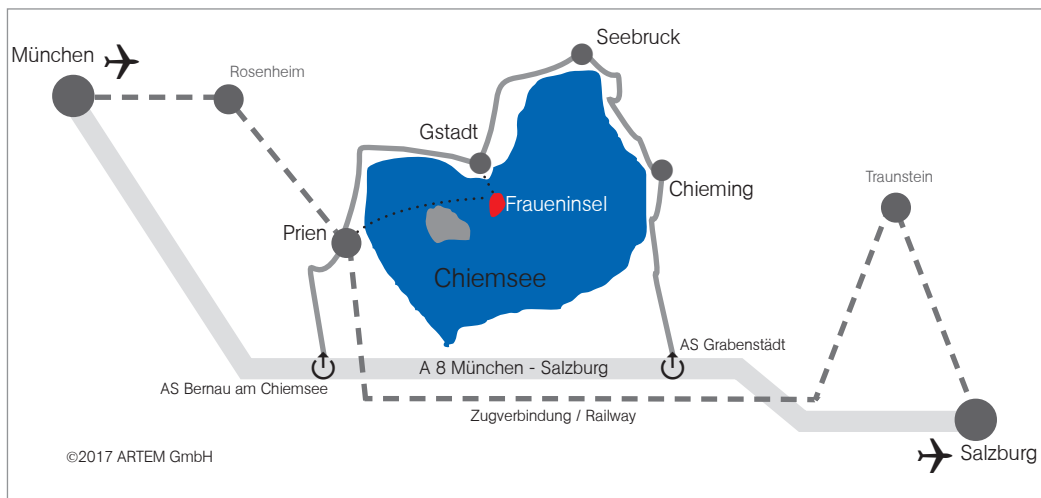 Seebruck
München
Rosenheim
Gstadt
Chieming
Traunstein
Fraueninsel
Prien
Chiemsee
AS Grabenstädt
A 8 München - Salzburg
AS Bernau am Chiemsee
Zugverbindung / Railway
©2017 ARTEM GmbH
Salzburg